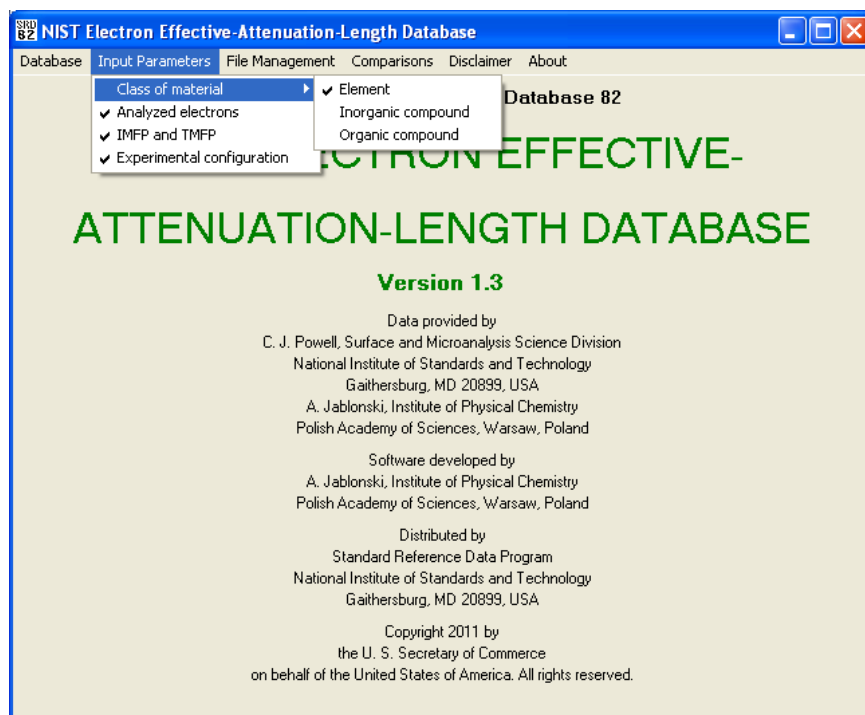 SRD 82 NIST Electron Effective-Attenuation-Length Database
Database Input Parameters File Management Comparisons Disclaimer About
Class of material
Analyzed electrons
IMFP and TMFP
Experimental configuration
Element
Inorganic compound
Organic compound
Database 82
EFFECTIVE-
ATTENUATION-LENGTH DATABASE
Version 1.3
Data provided by
C. J. Powell, Surface and Microanalysis Science Division
National Institute of Standards and Technology
Gaithersburg, MD 20899, USA
A. Jablonski, Institute of Physical Chemistry
Polish Academy of Sciences, Warsaw, Poland
Software developed by
A. Jablonski, Institute of Physical Chemistry
Polish Academy of Sciences, Warsaw, Poland
Distributed by
Standard Reference Data Program
National Institute of Standards and Technology
Gaithersburg, MD 20899, USA
Copyright 2011 by
the U. S. Secretary of Commerce
on behalf of the United States of America. All rights reserved.